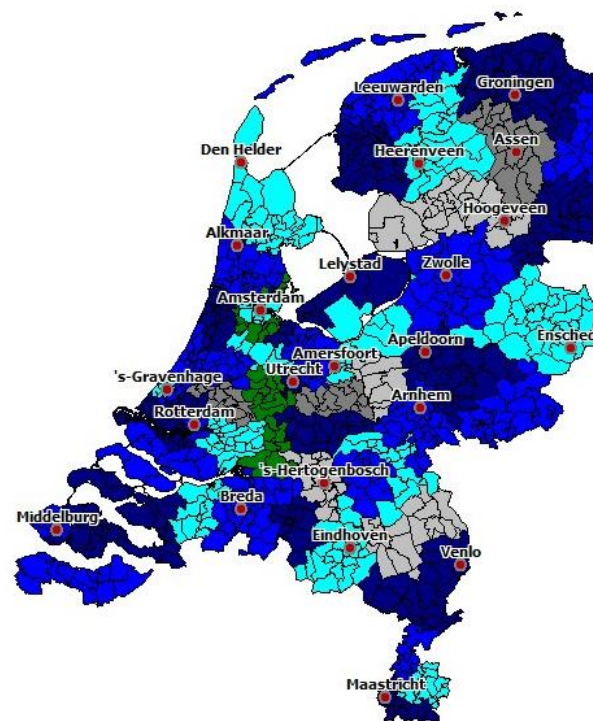 Leeuwarden
Groningen
Den Helder
Heerenveen
Assen
Hoogeveen
Alkmaar
Lelystad
Zwolle
Amsterdam
Ensched
Apeldoorn
Amersfoort
's-Gravenhage
Utrecht
Arnhem
Rotterdam
's-Hertogenbosch
Breda
Middelburg
Eindhoven
Venlo
Maastricht